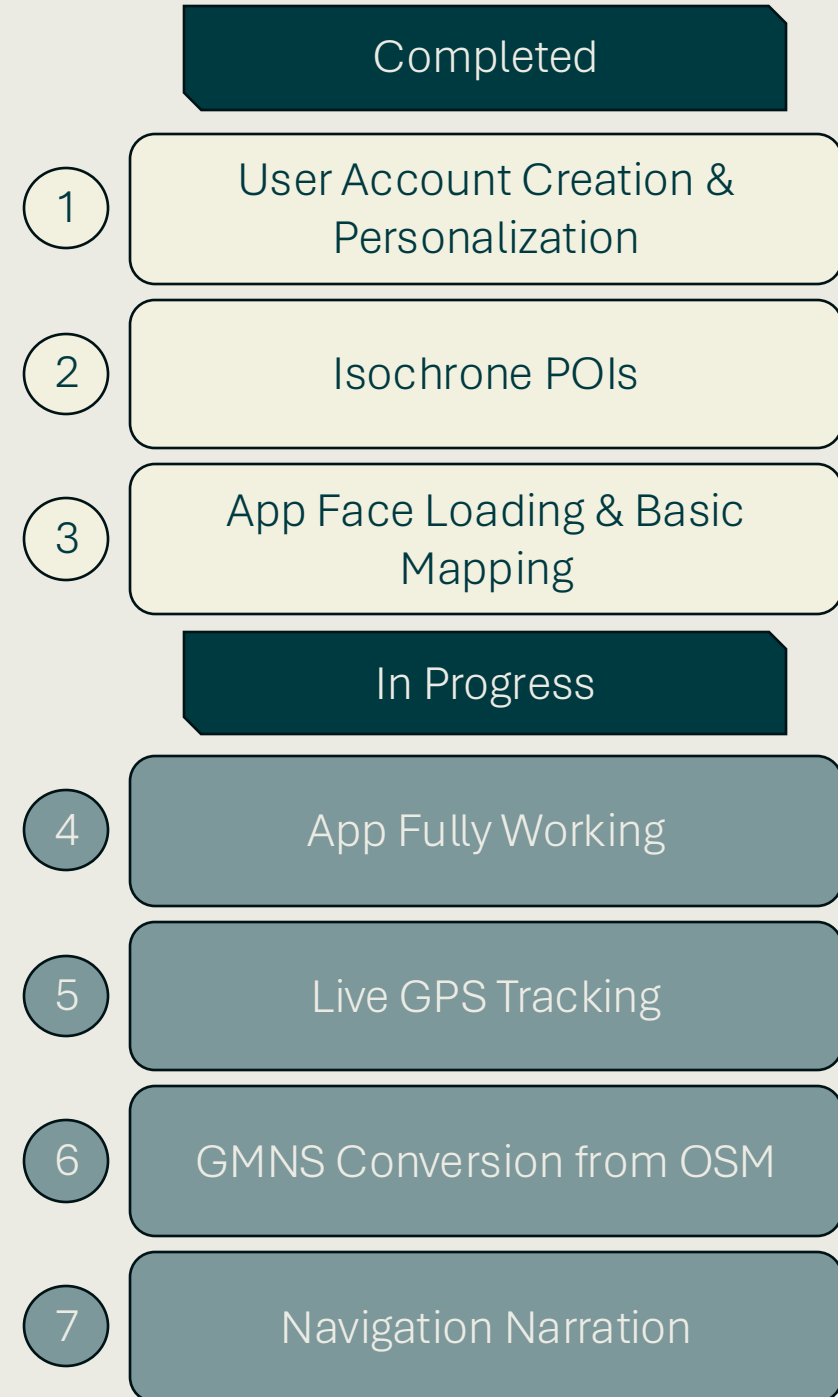 Completed
1
User Account Creation &
Personalization
2
Isochrone POIs
3
App Face Loading & Basic
Mapping
In Progress
4
App Fully Working
5
Live GPS Tracking
6
GMNS Conversion from OSM
7
Navigation Narration